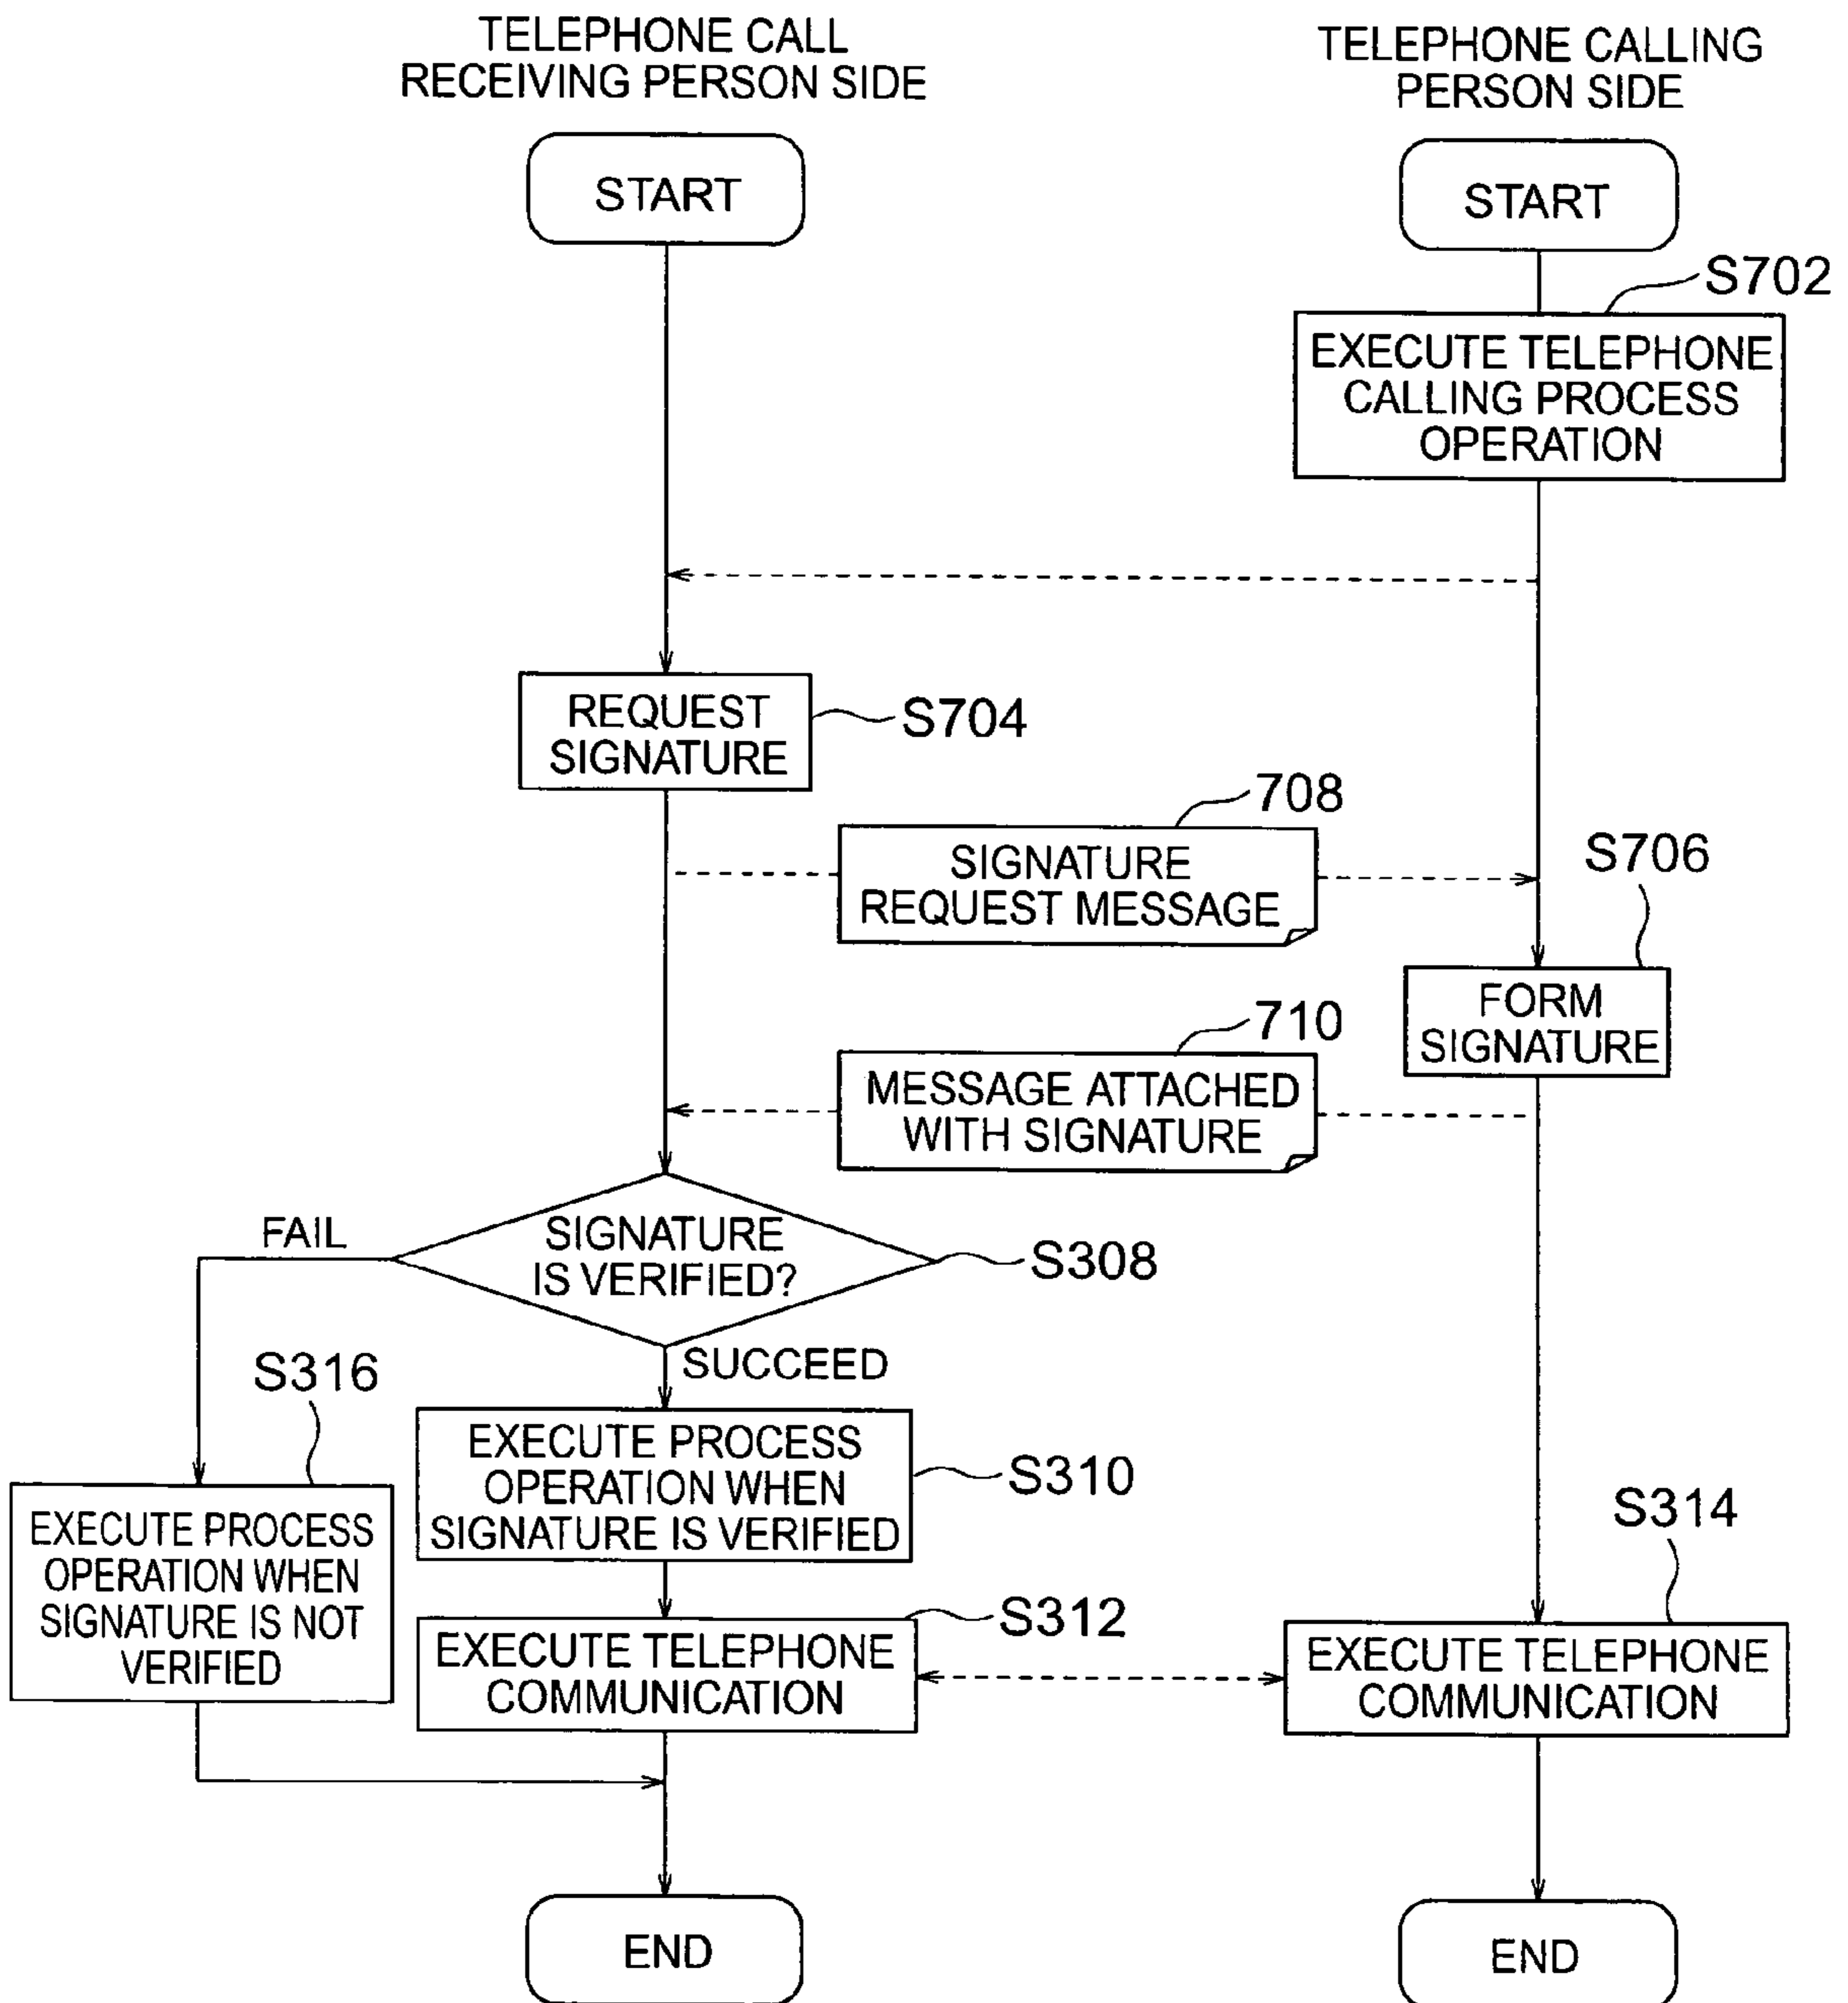 TELEPHONE CALL
RECEIVING PERSON SIDE
TELEPHONE CALLING
PERSON SIDE
START
START
S702
EXECUTE TELEPHONE
CALLING PROCESS
OPERATION
REQUEST
SIGNATURE
S704
708
SIGNATURE
REQUEST MESSAGE
S706
FORM
SIGNATURE
710
MESSAGE ATTACHED
WITH SIGNATURE
FAIL
SIGNATURE
IS VERIFIED?
S308
SUCCEED
S316
EXECUTE PROCESS
OPERATION WHEN
SIGNATURE IS NOT
VERIFIED
EXECUTE PROCESS
OPERATION WHEN
SIGNATURE IS VERIFIED
S310
S312
EXECUTE TELEPHONE
COMMUNICATION
S314
EXECUTE TELEPHONE
COMMUNICATION
END
END